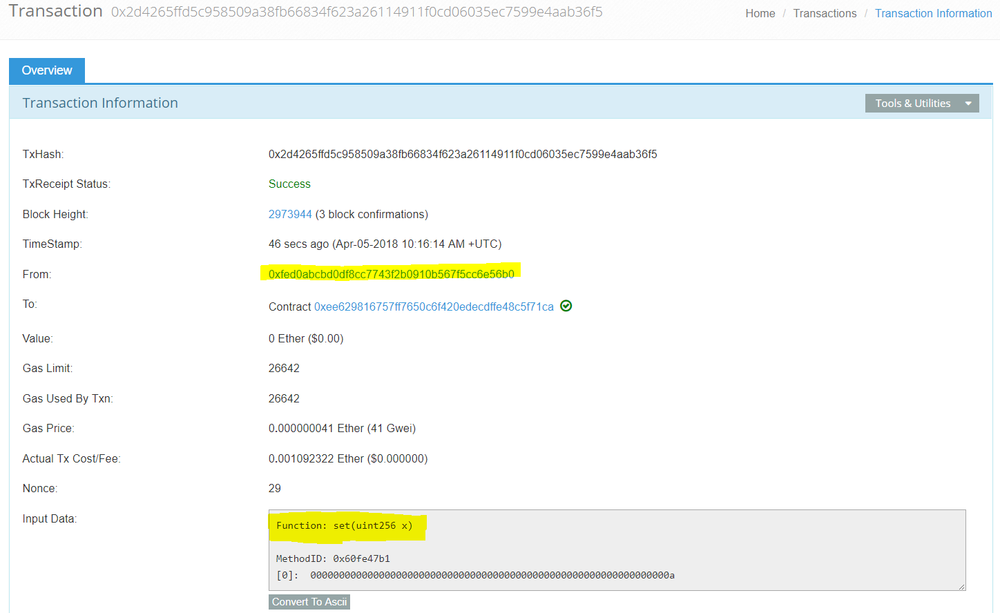 Transaction 0x2d4265ffd5c958509a38fb66834f623a26114911f0cd06035ec7599e4aab36f5
Home / Transactions / Transaction Information
Overview
Transaction Information
Tools & Utilities
TxHash: 0x2d4265ffd5c958509a38fb66834f623a26114911f0cd06035ec7599e4aab36f5
TxReceipt Status: Success
Block Height: 2973944 (3 block confirmations)
TimeStamp: 46 secs ago (Apr-05-2018 10:16:14 AM +UTC)
From: 0xfed0abcbd0df8cc7743f2b0910b567f5cc6e56b0
To: Contract 0xee629816757ff7650c6f420edecdffe48c5f71ca
Value: 0 Ether ($0.00)
Gas Limit: 26642
Gas Used By Txn: 26642
Gas Price: 0.000000041 Ether (41 Gwei)
Actual Tx Cost/Fee: 0.001092322 Ether ($0.000000)
Nonce: 29
Input Data:
Function: set(uint256 x)
MethodID: 0x60fe47b1
[0]: 000000000000000000000000000000000000000000000000000000000000000a
Convert To Ascii